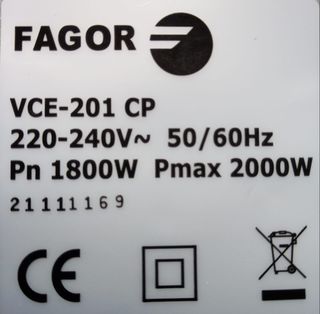 FAGOR
VCE-201 CP
220-240V~ 50/60Hz
Pn 1800W Pmax 2000W
21111169
CE